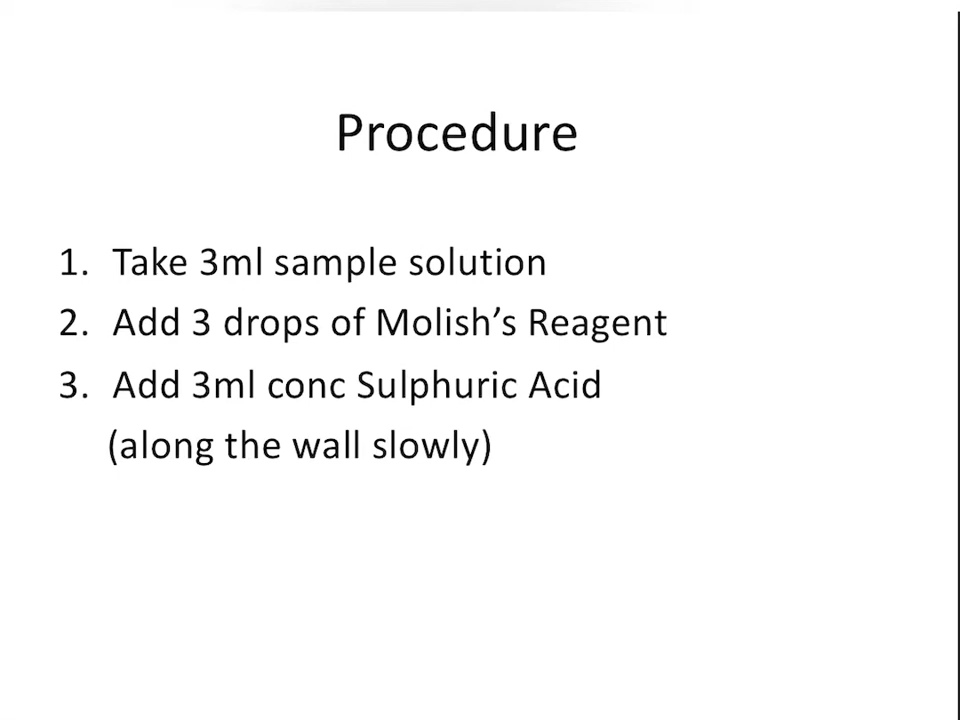 Procedure
1. Take 3ml sample solution
2. Add 3 drops of Molish’s Reagent
3. Add 3ml conc Sulphuric Acid
(along the wall slowly)